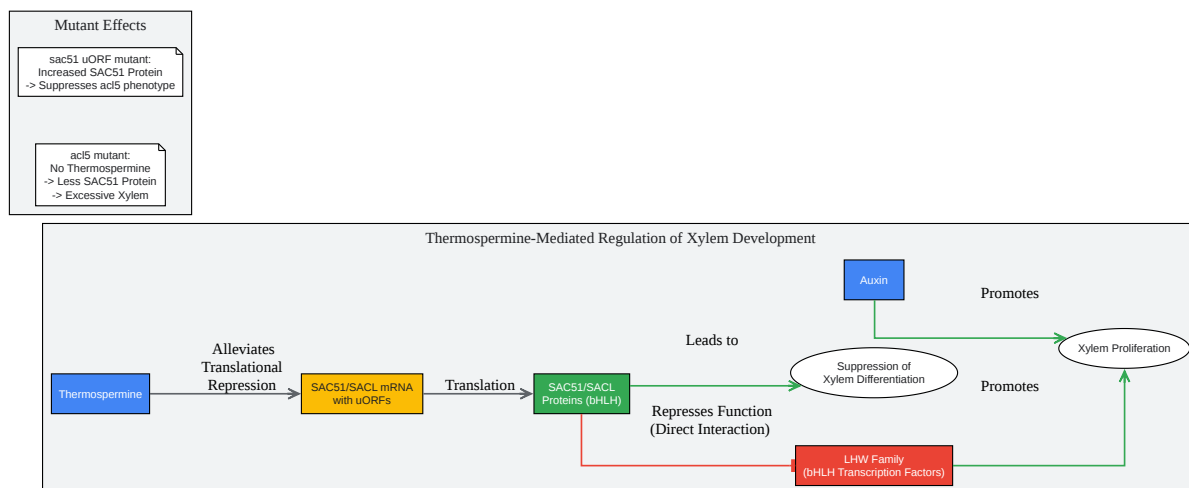 Mutant Effects
sac51 uORF mutant:
Increased SAC51 Protein
-> Suppresses acl5 phenotype
acl5 mutant:
No Thermospermine
-> Less SAC51 Protein
-> Excessive Xylem
Thermospermine-Mediated Regulation of Xylem Development
Auxin
Promotes
Alleviates
Translational
Repression
Leads to
Xylem Proliferation
Thermospermine
SAC51/SACL mRNA
with uORFs
Translation
SAC51/SACL
Proteins (bHLH)
Suppression of
Xylem Differentiation
Promotes
Represses Function
(Direct Interaction)
LHW Family
(bHLH Transcription Factors)